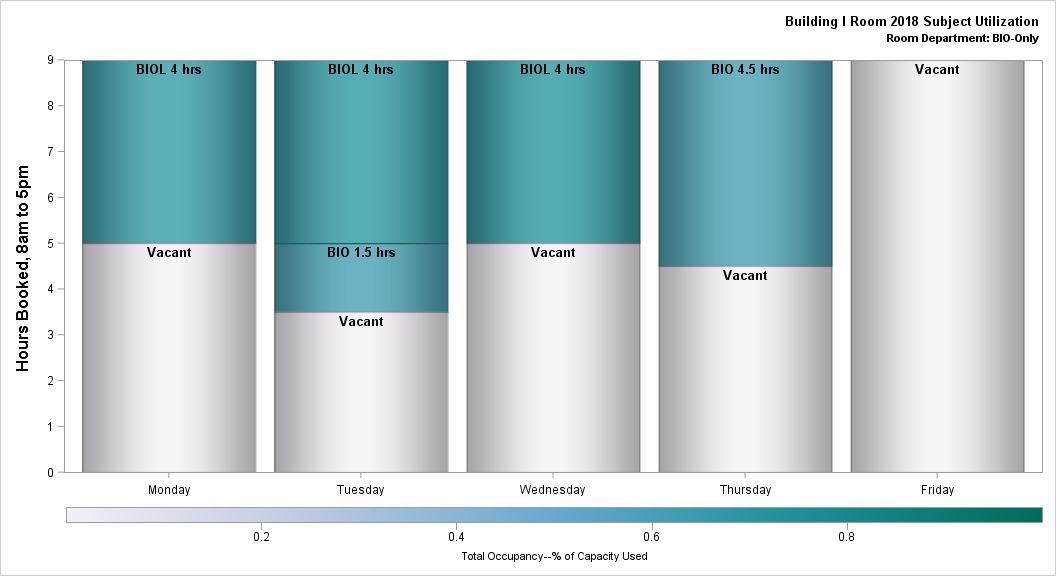 Building I Room 2018 Subject Utilization
Room Department: BIO-Only
Hours Booked, 8am to 5pm
9
8
7
6
5
4
3
2
1
0
BIOL 4 hrs
Vacant
BIOL 4 hrs
BIO 1.5 hrs
Vacant
BIOL 4 hrs
Vacant
BIO 4.5 hrs
Vacant
Vacant
Monday Tuesday Wednesday Thursday Friday
0.2 0.4 0.6 0.8
Total Occupancy--% of Capacity Used